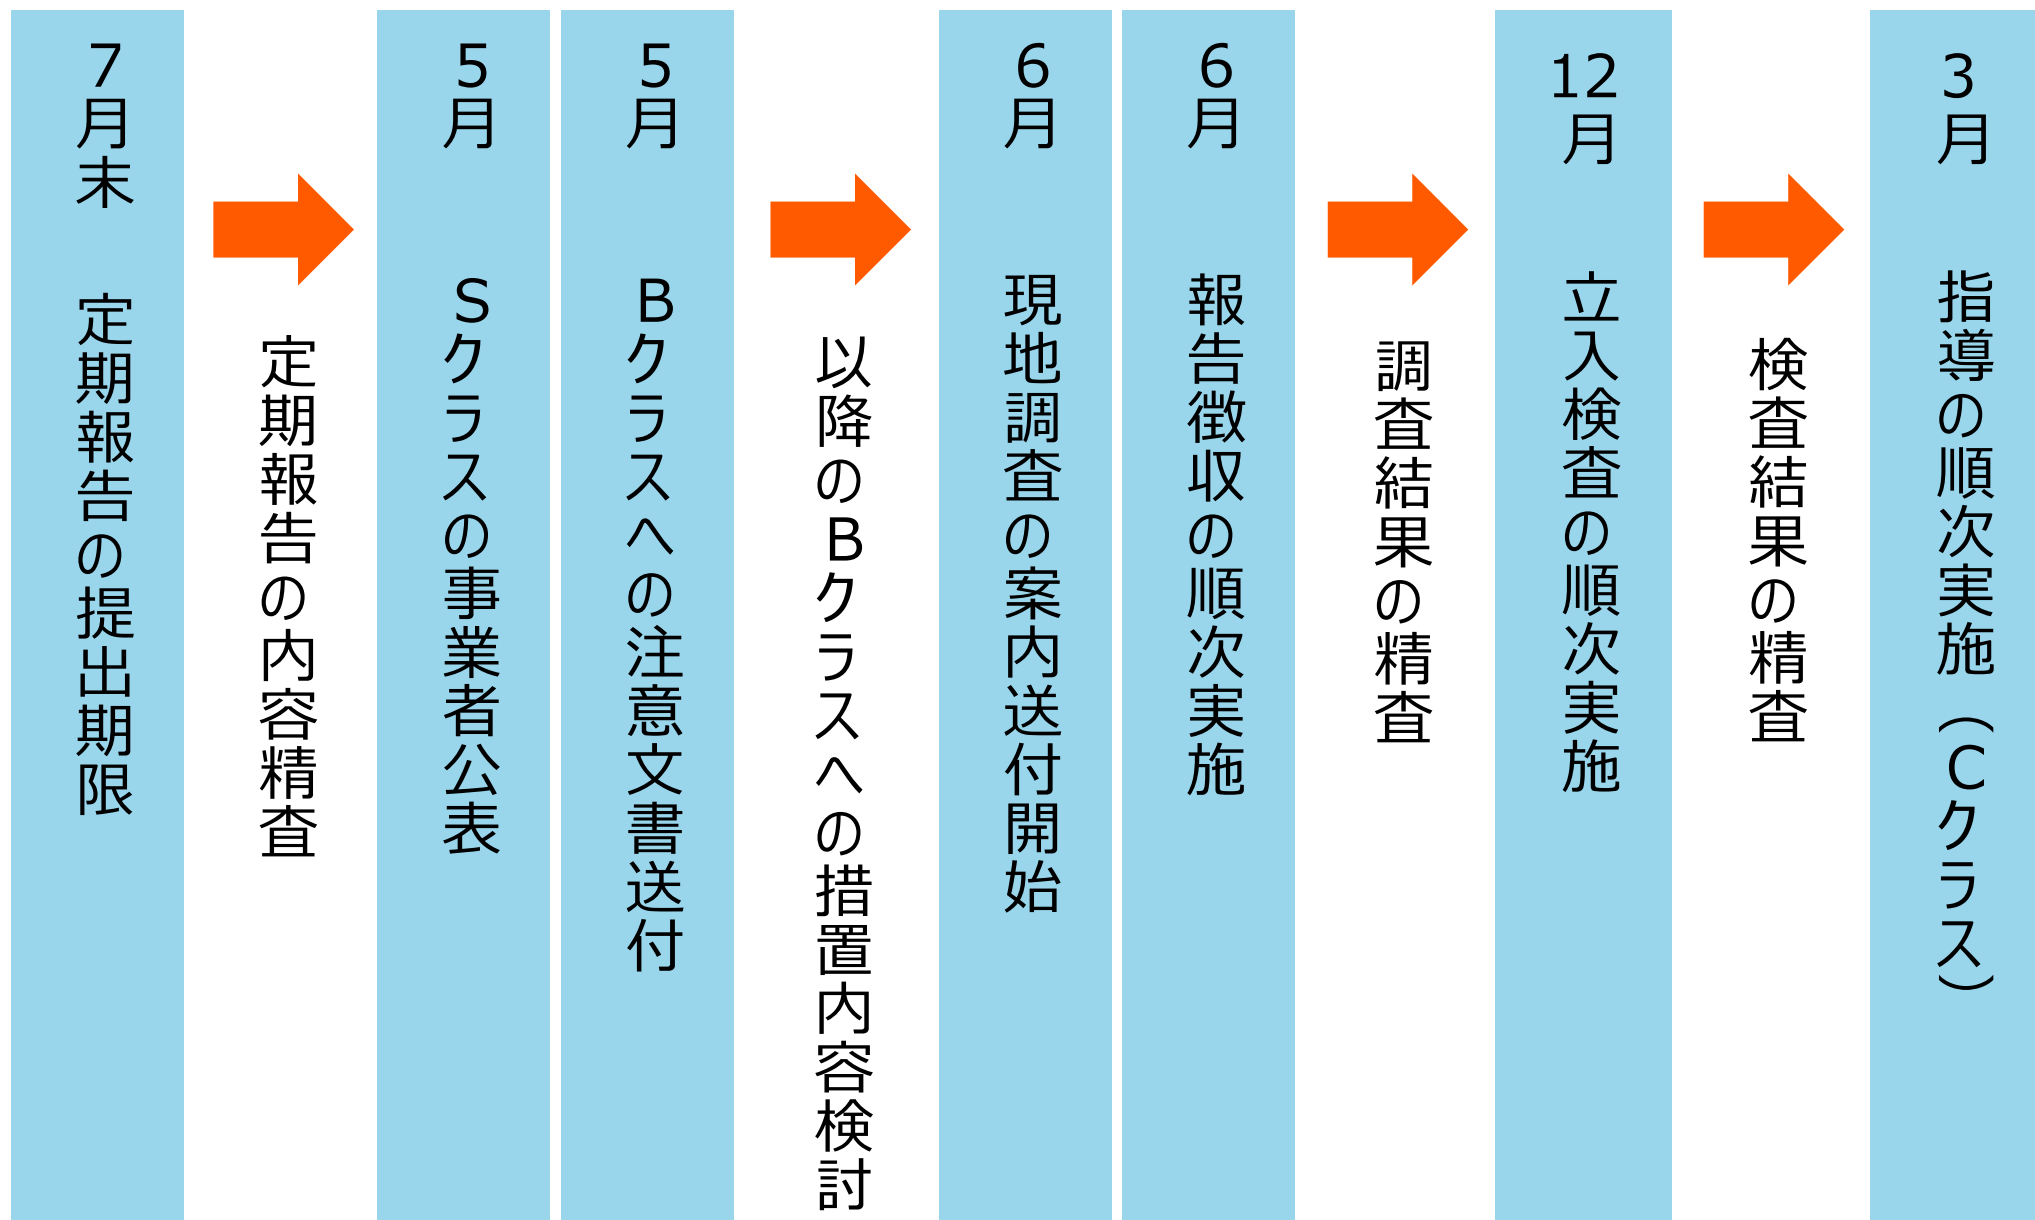 7月末　定期報告の提出期限
定期報告の内容精査
5月　Sクラスの事業者公表
5月　Bクラスへの注意文書送付
以降のBクラスへの措置内容検討
6月　現地調査の案内送付開始
6月　報告徴収の順次実施
調査結果の精査
12月　立入検査の順次実施
検査結果の精査
3月　指導の順次実施（Cクラス）